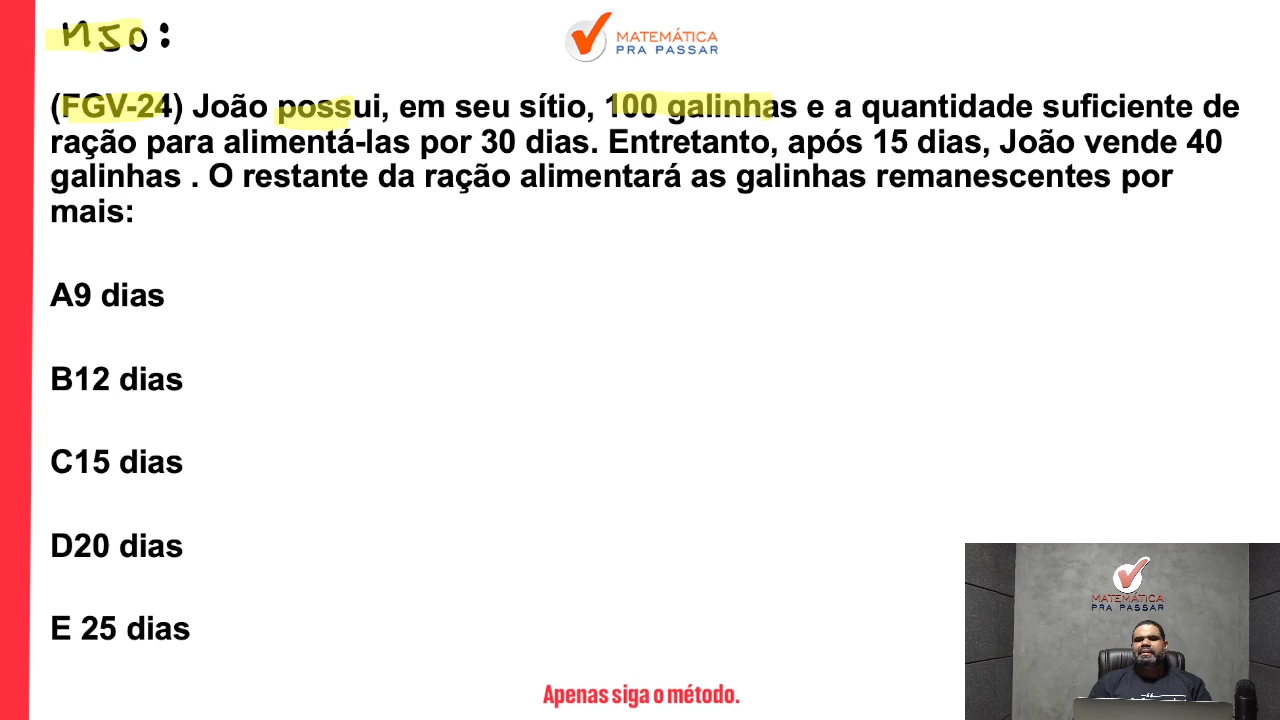 MJO:
MATEMÁTICA
PRA PASSAR
(FGV-24) João possui, em seu sítio, 100 galinhas e a quantidade suficiente de
ração para alimentá-las por 30 dias. Entretanto, após 15 dias, João vende 40
galinhas . O restante da ração alimentará as galinhas remanescentes por
mais:
A9 dias
B12 dias
C15 dias
D20 dias
E 25 dias
MATEMÁTICA
PRA PASSAR
Apenas siga o método.